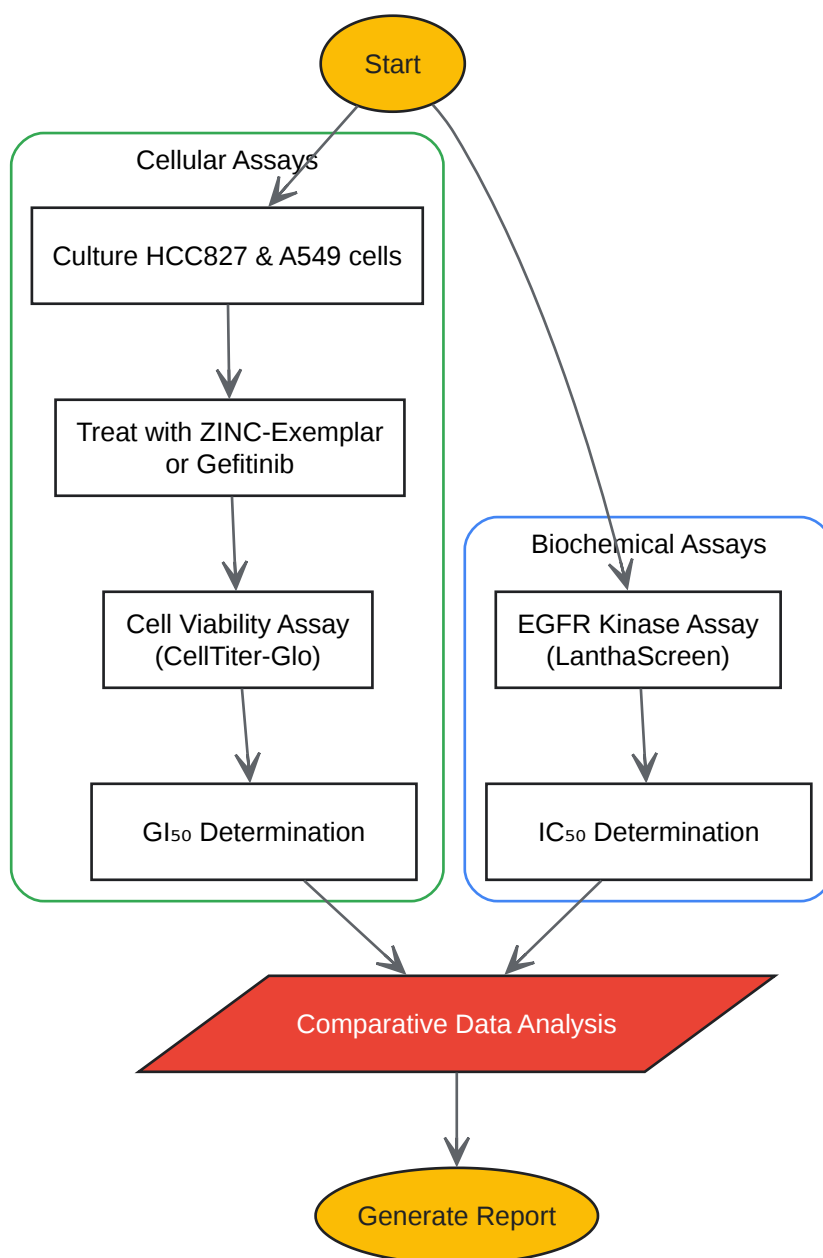 Start
Cellular Assays
Culture HCC827 & A549 cells
Treat with ZINC-Exemplar
or Gefitinib
Cell Viability Assay
(CellTiter-Glo)
GI₅₀ Determination
Biochemical Assays
EGFR Kinase Assay
(LanthaScreen)
IC₅₀ Determination
Comparative Data Analysis
Generate Report